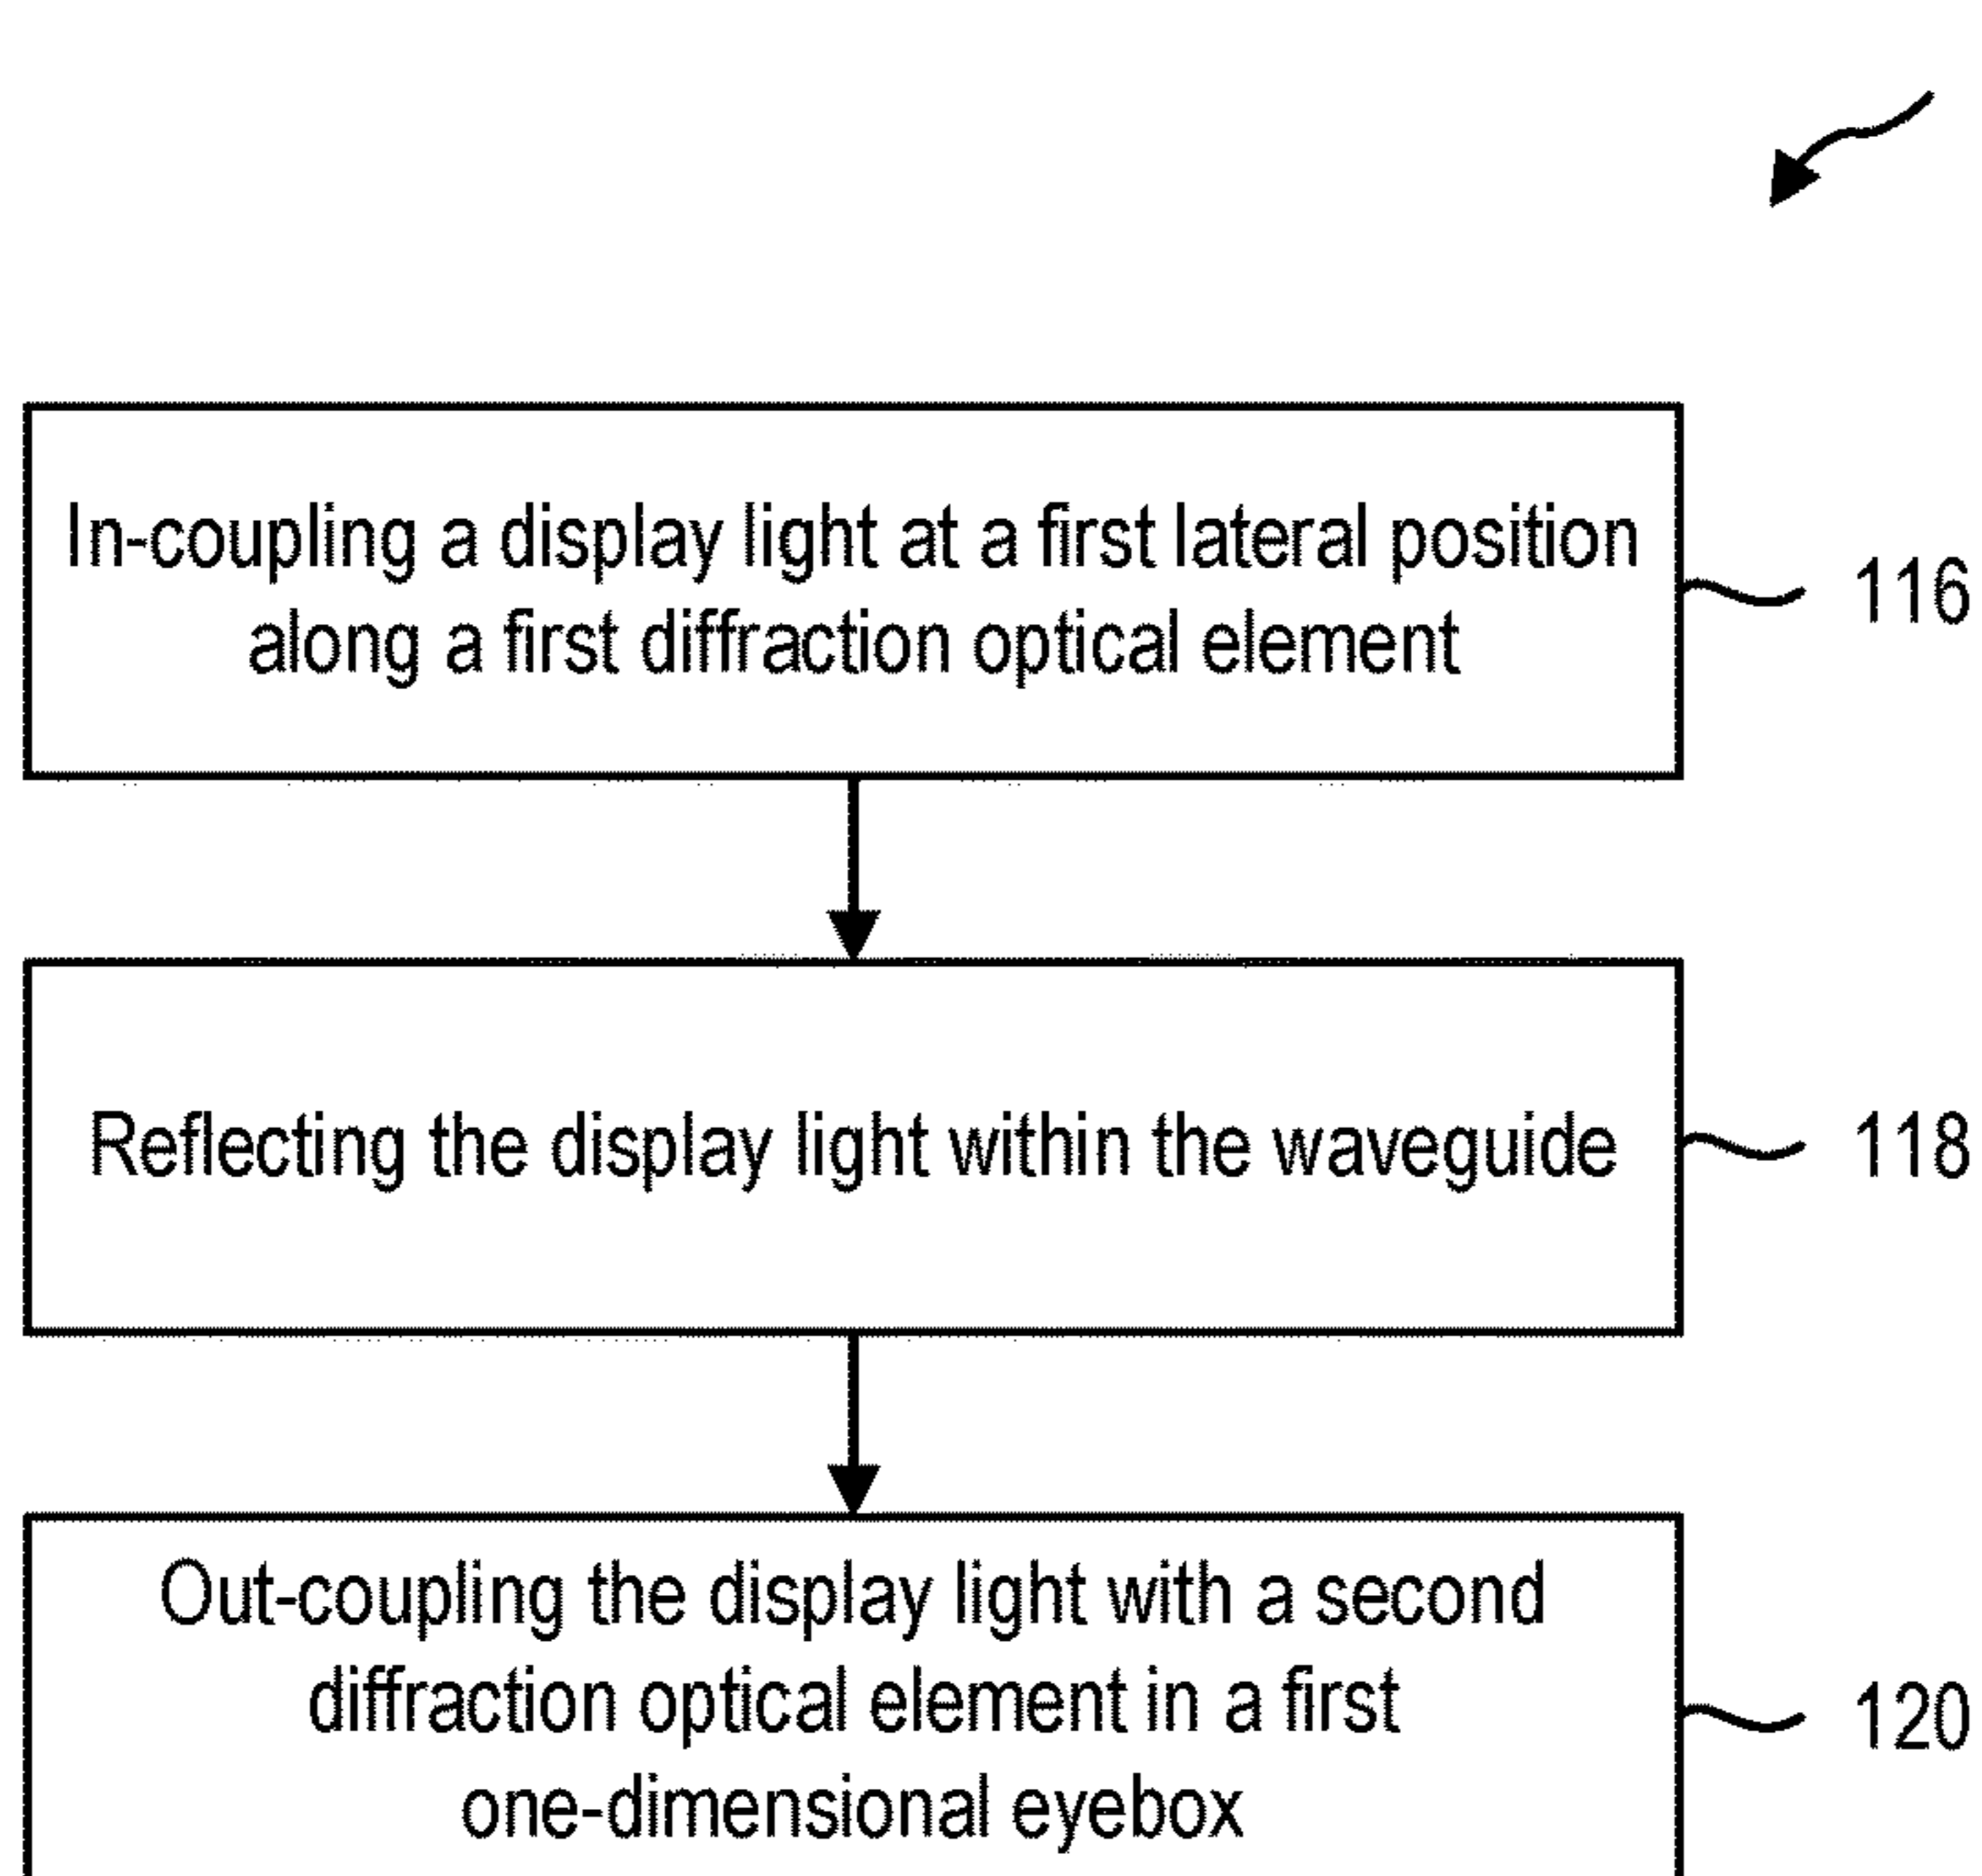 In-coupling a display light at a first lateral position
along a first diffraction optical element
116
Reflecting the display light within the waveguide
118
Out-coupling the display light with a second
diffraction optical element in a first
one-dimensional eyebox
120